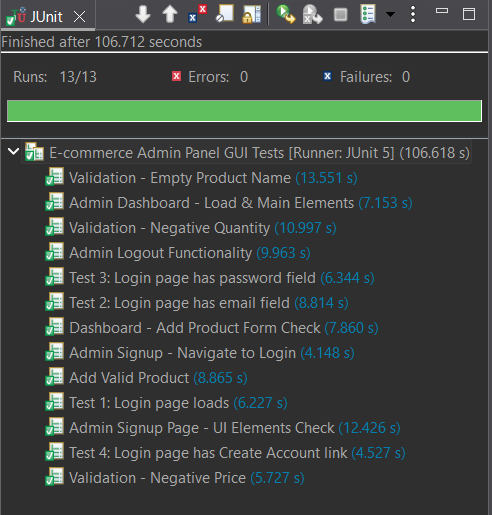 JUnit
Finished after 106.712 seconds
Runs: 13/13 Errors: 0 Failures: 0
E-commerce Admin Panel GUI Tests [Runner: JUnit 5] (106.618 s)
Validation - Empty Product Name (13.551 s)
Admin Dashboard - Load & Main Elements (7.153 s)
Validation - Negative Quantity (10.997 s)
Admin Logout Functionality (9.963 s)
Test 3: Login page has password field (6.344 s)
Test 2: Login page has email field (8.814 s)
Dashboard - Add Product Form Check (7.860 s)
Admin Signup - Navigate to Login (4.148 s)
Add Valid Product (8.865 s)
Test 1: Login page loads (6.227 s)
Admin Signup Page - UI Elements Check (12.426 s)
Test 4: Login page has Create Account link (4.527 s)
Validation - Negative Price (5.727 s)